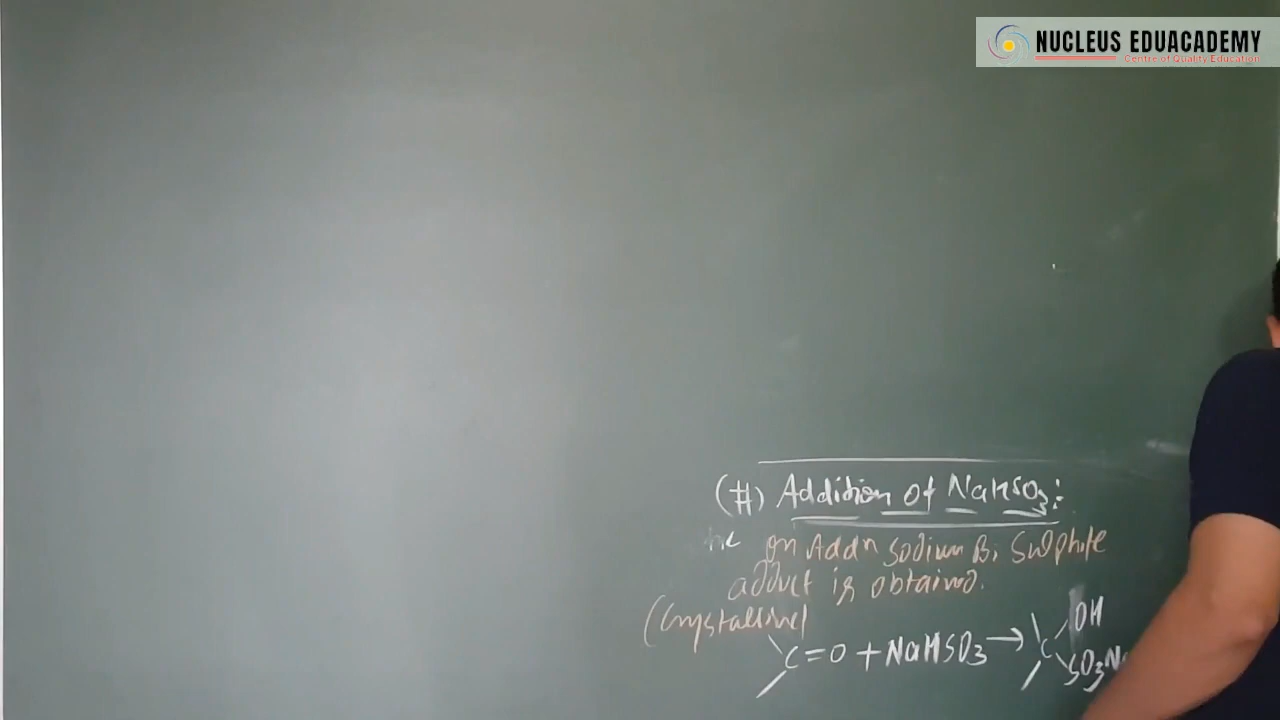 NUCLEUS EDUACADEMY
Centre of Quality Education
(#) Addition of NaHSO3:
on Addn Sodium Bi Sulphite
adduct is obtained.
(Crystalline)
C=O + NaHSO3 → C OH
SO3Na